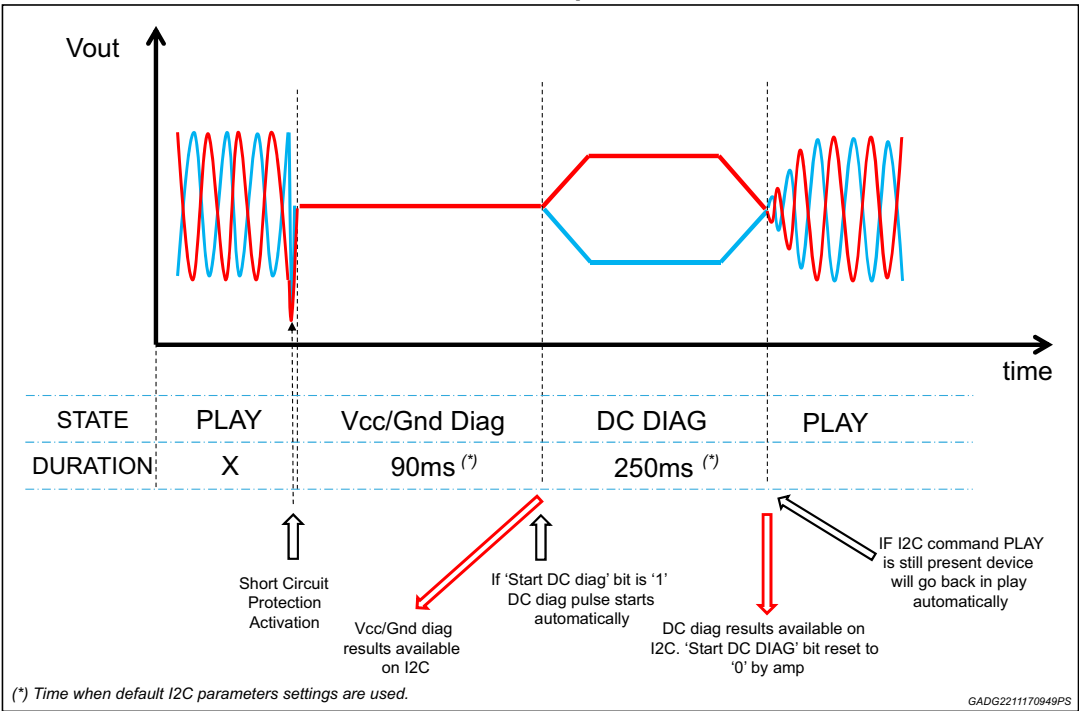 Vout
time
STATE PLAY Vcc/Gnd Diag DC DIAG PLAY
DURATION X 90ms (*) 250ms (*)
Short Circuit
Protection
Activation
Vcc/Gnd diag
results available
on I2C
If 'Start DC diag' bit is '1'
DC diag pulse starts
automatically
DC diag results available on
I2C. 'Start DC DIAG' bit reset to
'0' by amp
IF I2C command PLAY
is still present device
will go back in play
automatically
(*) Time when default I2C parameters settings are used.
GADG2211170949PS